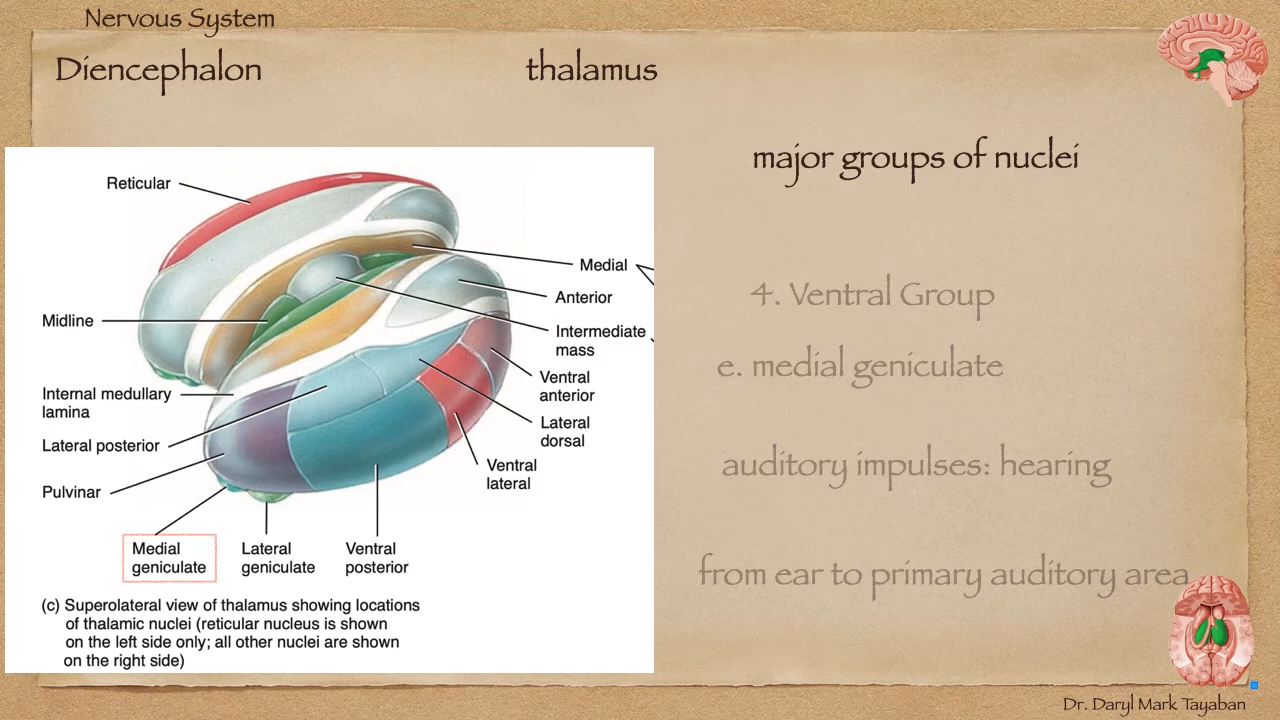 Nervous System
Diencephalon
thalamus
major groups of nuclei
Reticular
Medial
Anterior
Midline
Intermediate
mass
Ventral
anterior
Internal medullary
lamina
Lateral
dorsal
Lateral posterior
Ventral
lateral
Pulvinar
Medial
geniculate
Lateral
geniculate
Ventral
posterior
(c) Superolateral view of thalamus showing locations
of thalamic nuclei (reticular nucleus is shown
on the left side only; all other nuclei are shown
on the right side)
4. Ventral Group
e. medial geniculate
auditory impulses: hearing
from ear to primary auditory area
Dr. Daryl Mark Tayaban